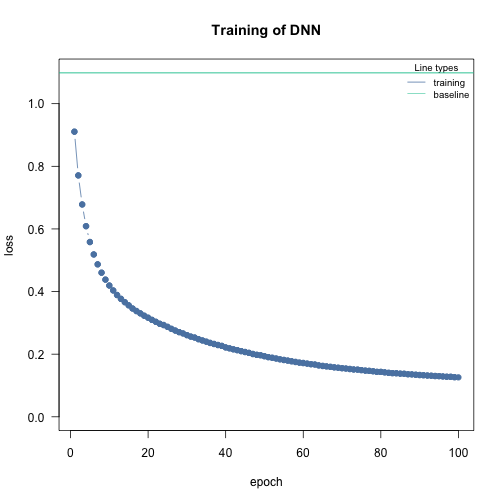 Training of DNN
Line types
training
baseline
1.0
0.8
0.6
0.4
0.2
0.0
loss
0 20 40 60 80 100
epoch